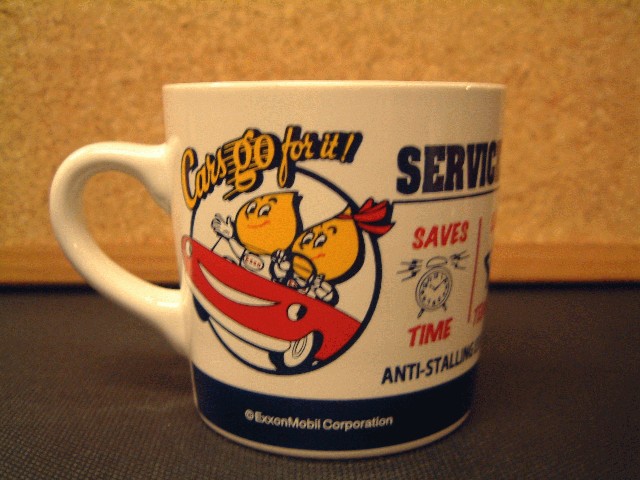 Cars go for it!
SERVIC
SAVES
TIME
ANTI-STALLING
©ExxonMobil Corporation